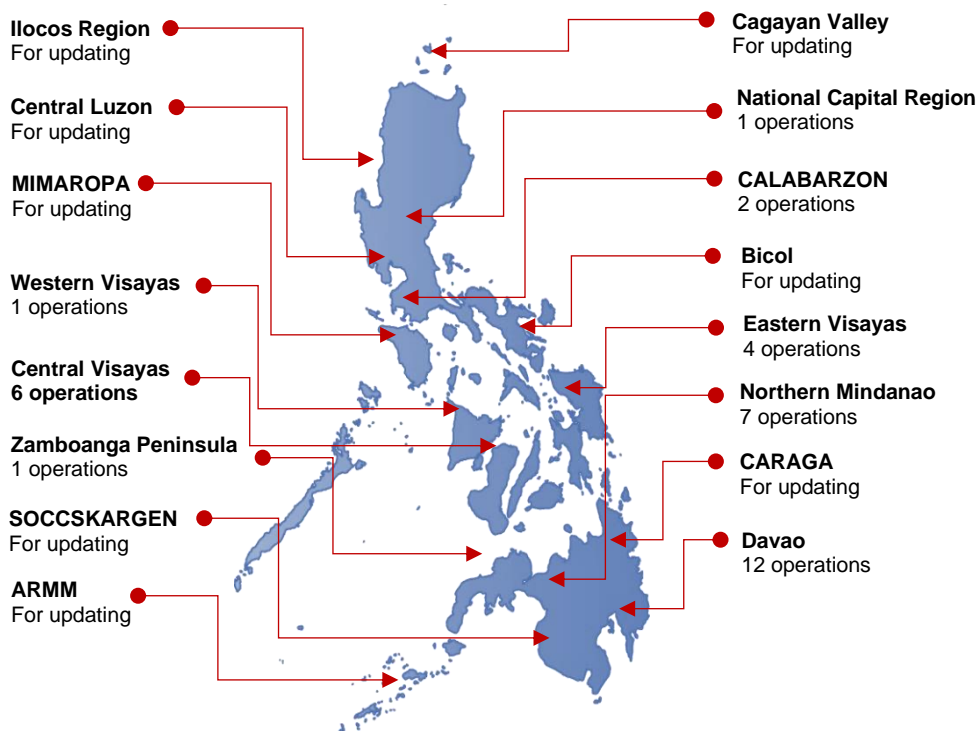 Ilocos Region
For updating
Central Luzon
For updating
MIMAROPA
For updating
Western Visayas
1 operations
Central Visayas
6 operations
Zamboanga Peninsula
1 operations
SOCCSKARGEN
For updating
ARMM
For updating
Cagayan Valley
For updating
National Capital Region
1 operations
CALABARZON
2 operations
Bicol
For updating
Eastern Visayas
4 operations
Northern Mindanao
7 operations
CARAGA
For updating
Davao
12 operations